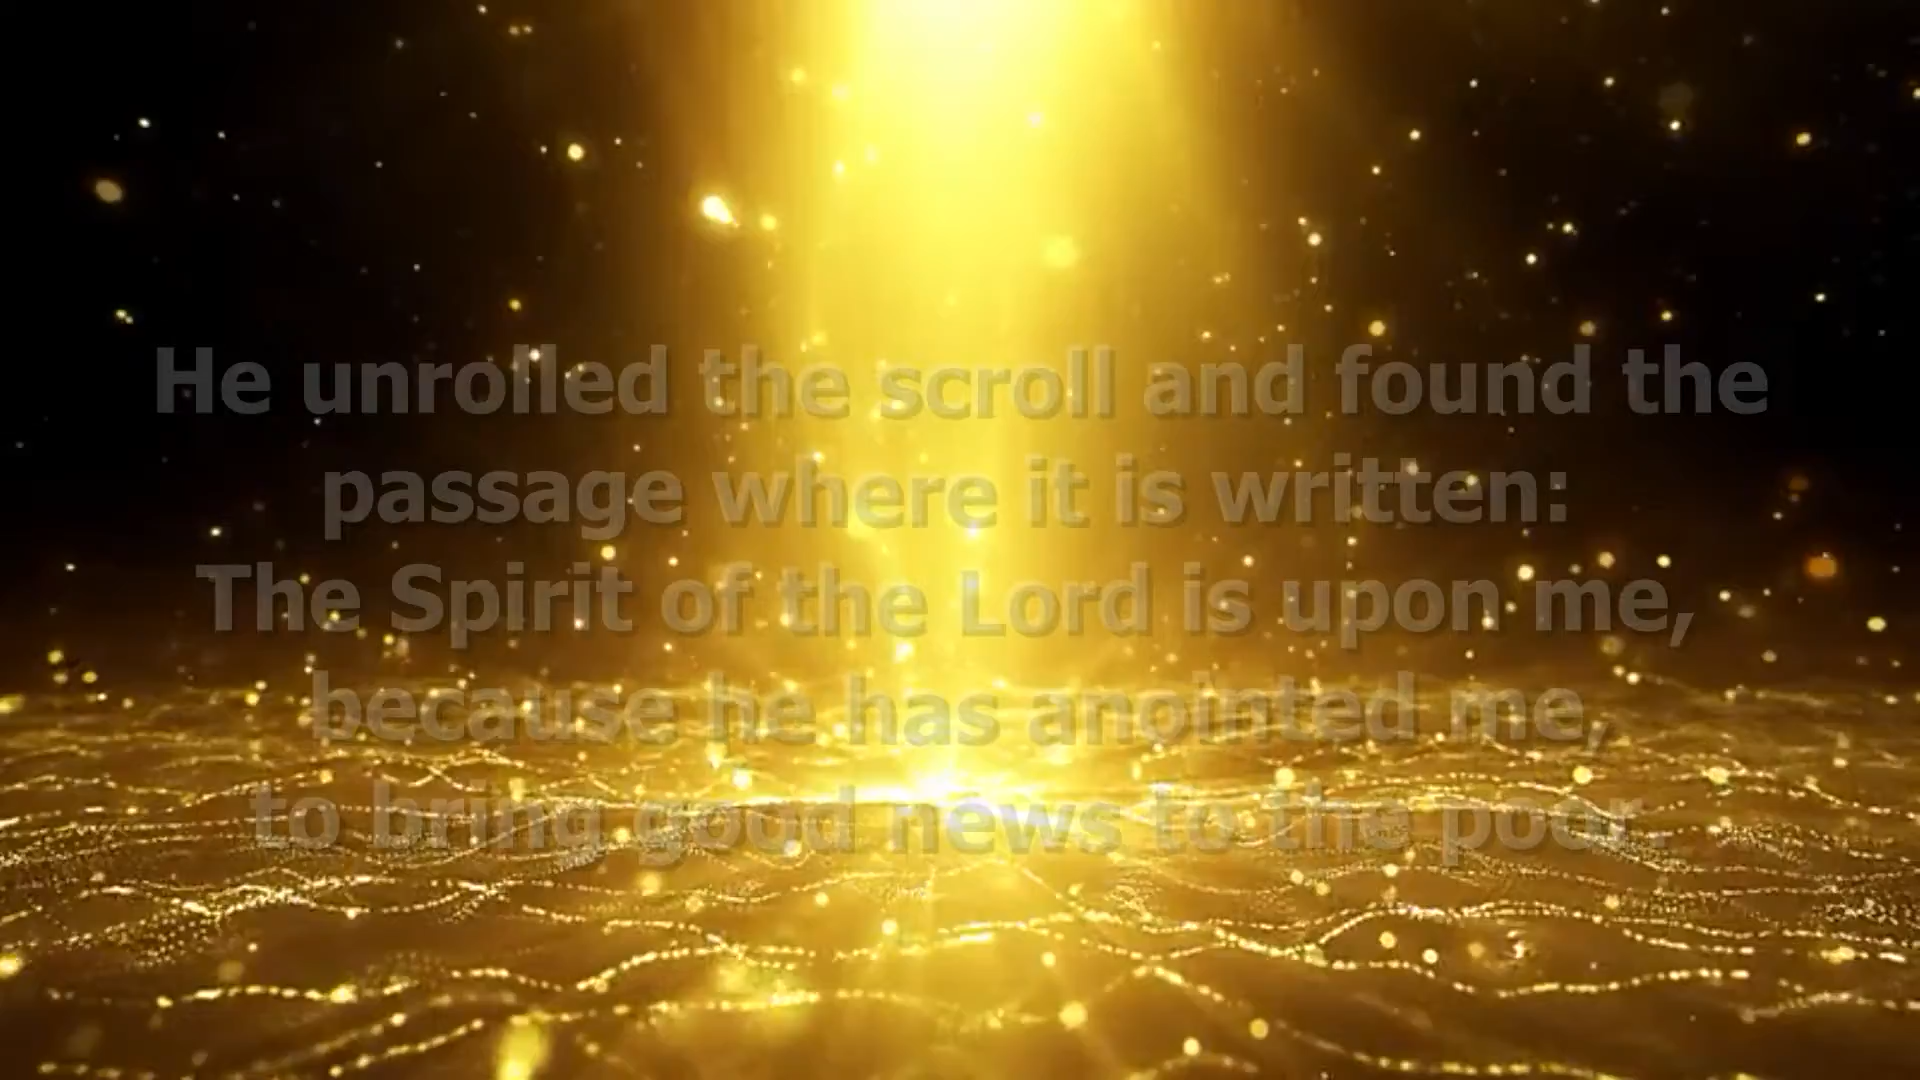 He unrolled the scroll and found the
passage where it is written:
The Spirit of the Lord is upon me,
because he has anointed me,
to bring good news to the poor.